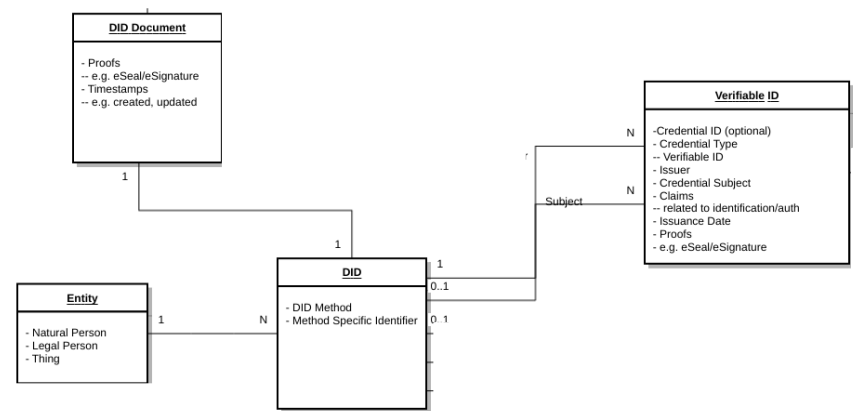 DID Document
- Proofs
-- e.g. eSeal/eSignature
- Timestamps
-- e.g. created, updated
1
1
Verifiable ID
-Credential ID (optional)
- Credential Type
-- Verifiable ID
- Issuer
- Credential Subject
- Claims
-- related to identification/auth
- Issuance Date
- Proofs
- e.g. eSeal/eSignature
N
N
Subject
DID
- DID Method
- Method Specific Identifier
1
0..1
0..1
Entity
- Natural Person
- Legal Person
- Thing
1
N